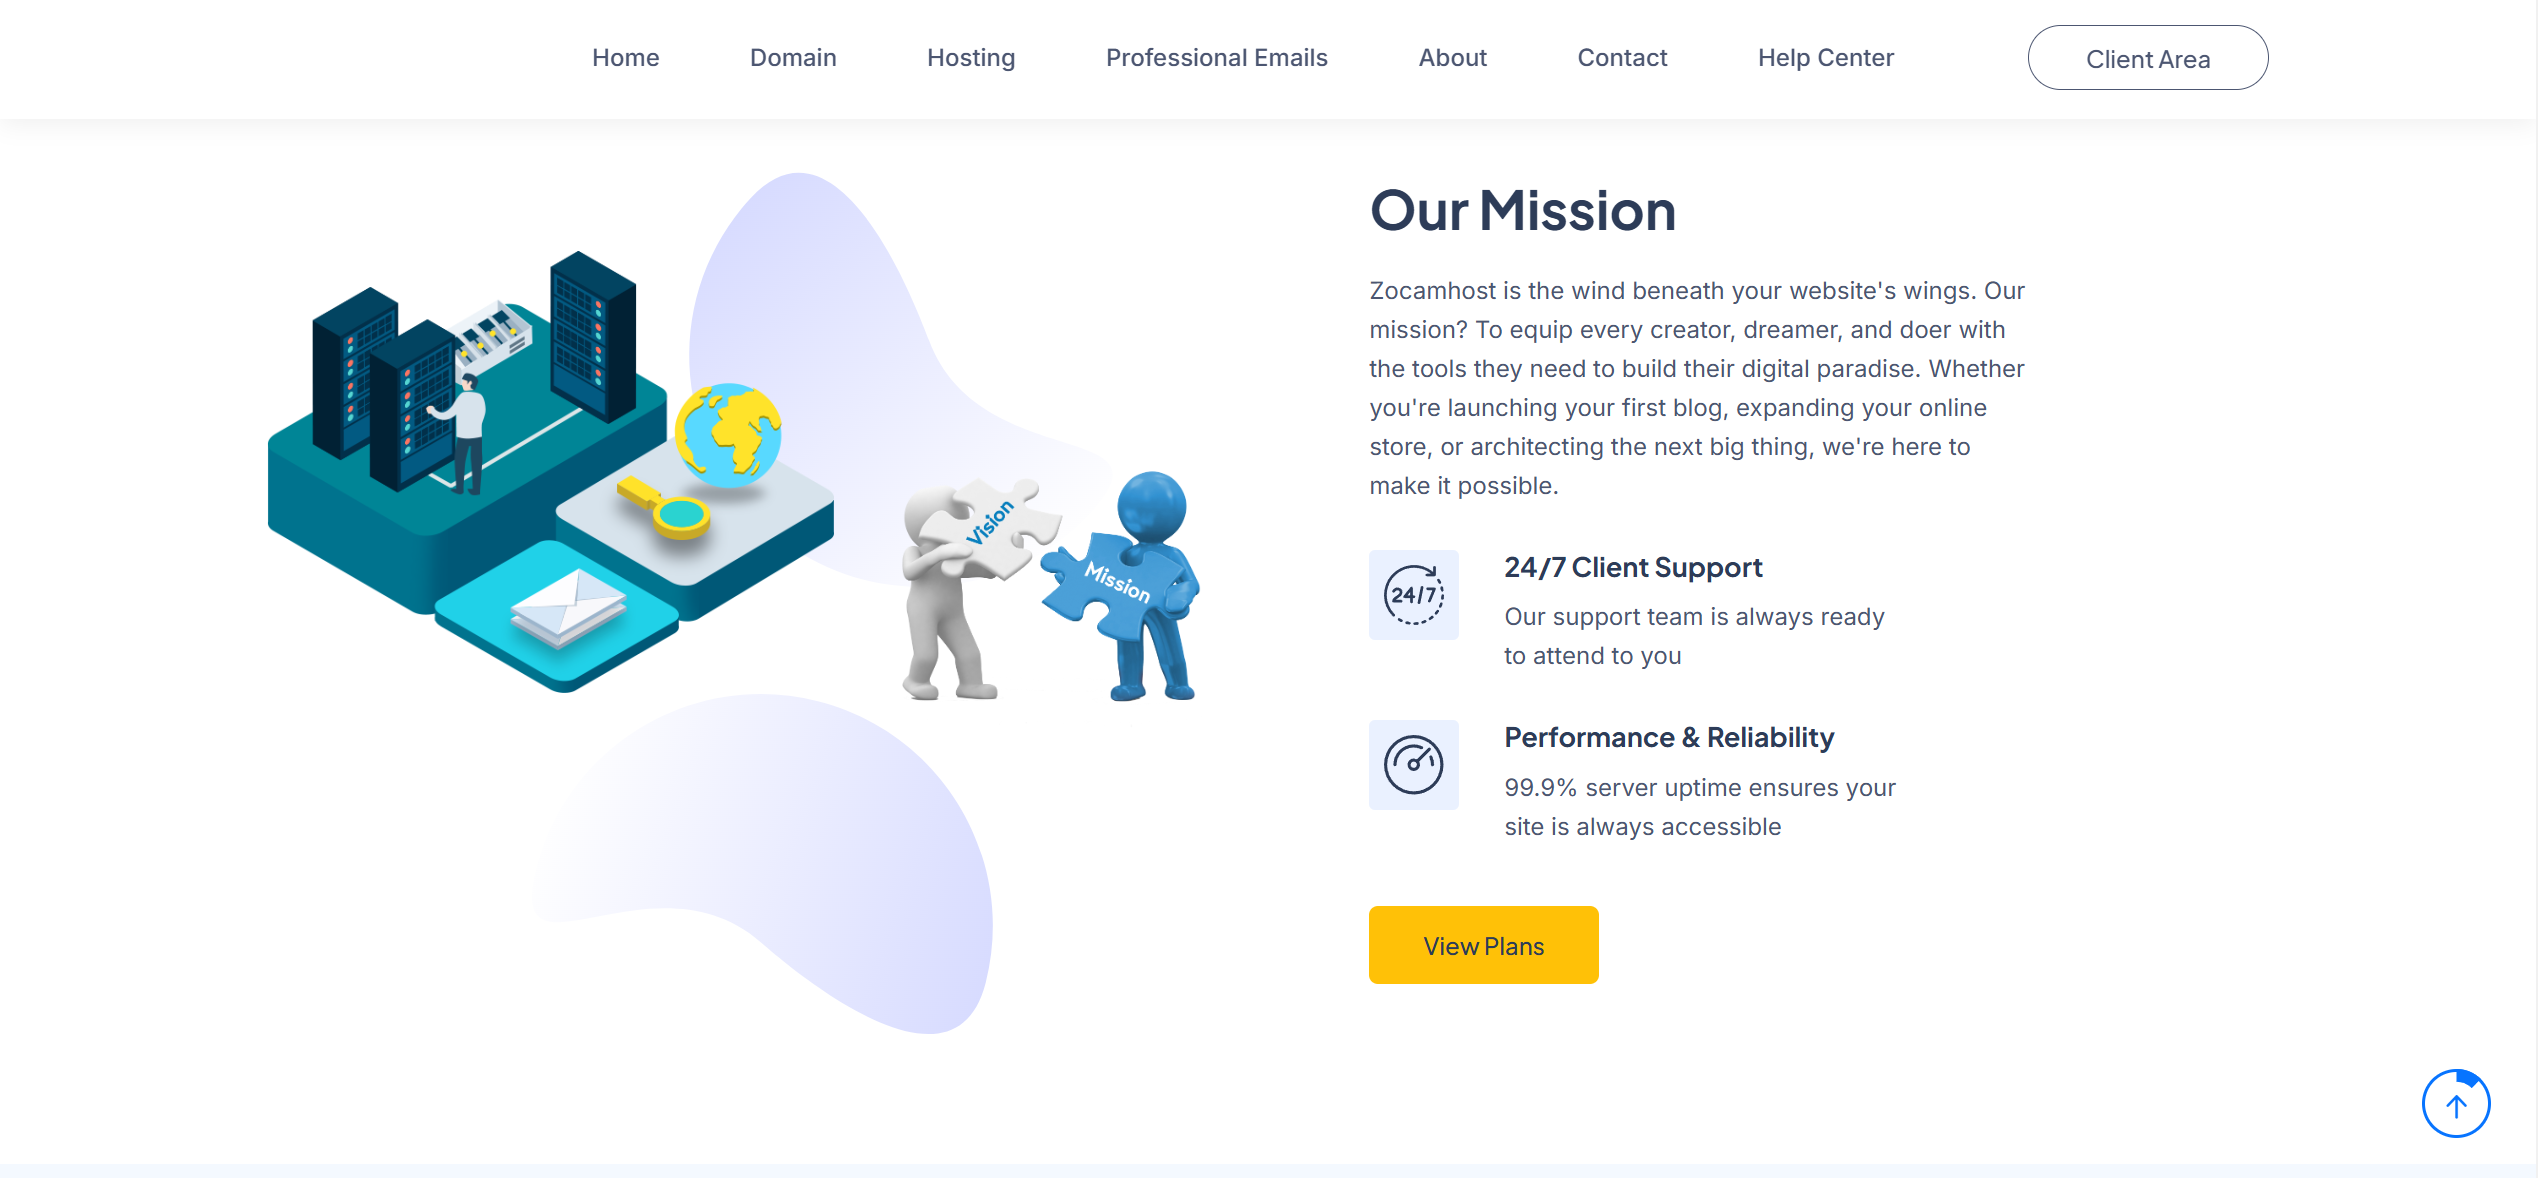 Home
Domain
Hosting
Professional Emails
About
Contact
Help Center
Client Area
Our Mission
Zocamhost is the wind beneath your website's wings. Our
mission? To equip every creator, dreamer, and doer with
the tools they need to build their digital paradise. Whether
you're launching your first blog, expanding your online
store, or architecting the next big thing, we're here to
make it possible.
Vision
Mission
24/7
24/7 Client Support
Our support team is always ready
to attend to you
Performance & Reliability
99.9% server uptime ensures your
site is always accessible
View Plans